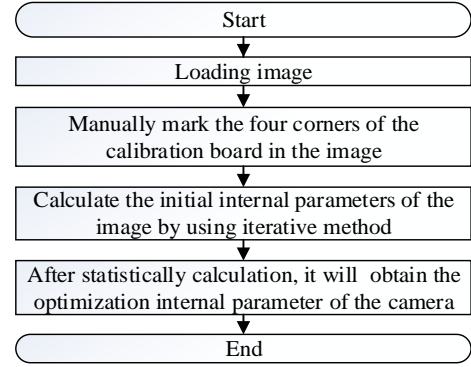 Start
Loading image
Manually mark the four corners of the
calibration board in the image
Calculate the initial internal parameters of the
image by using iterative method
After statistically calculation, it will obtain the
optimization internal parameter of the camera
End